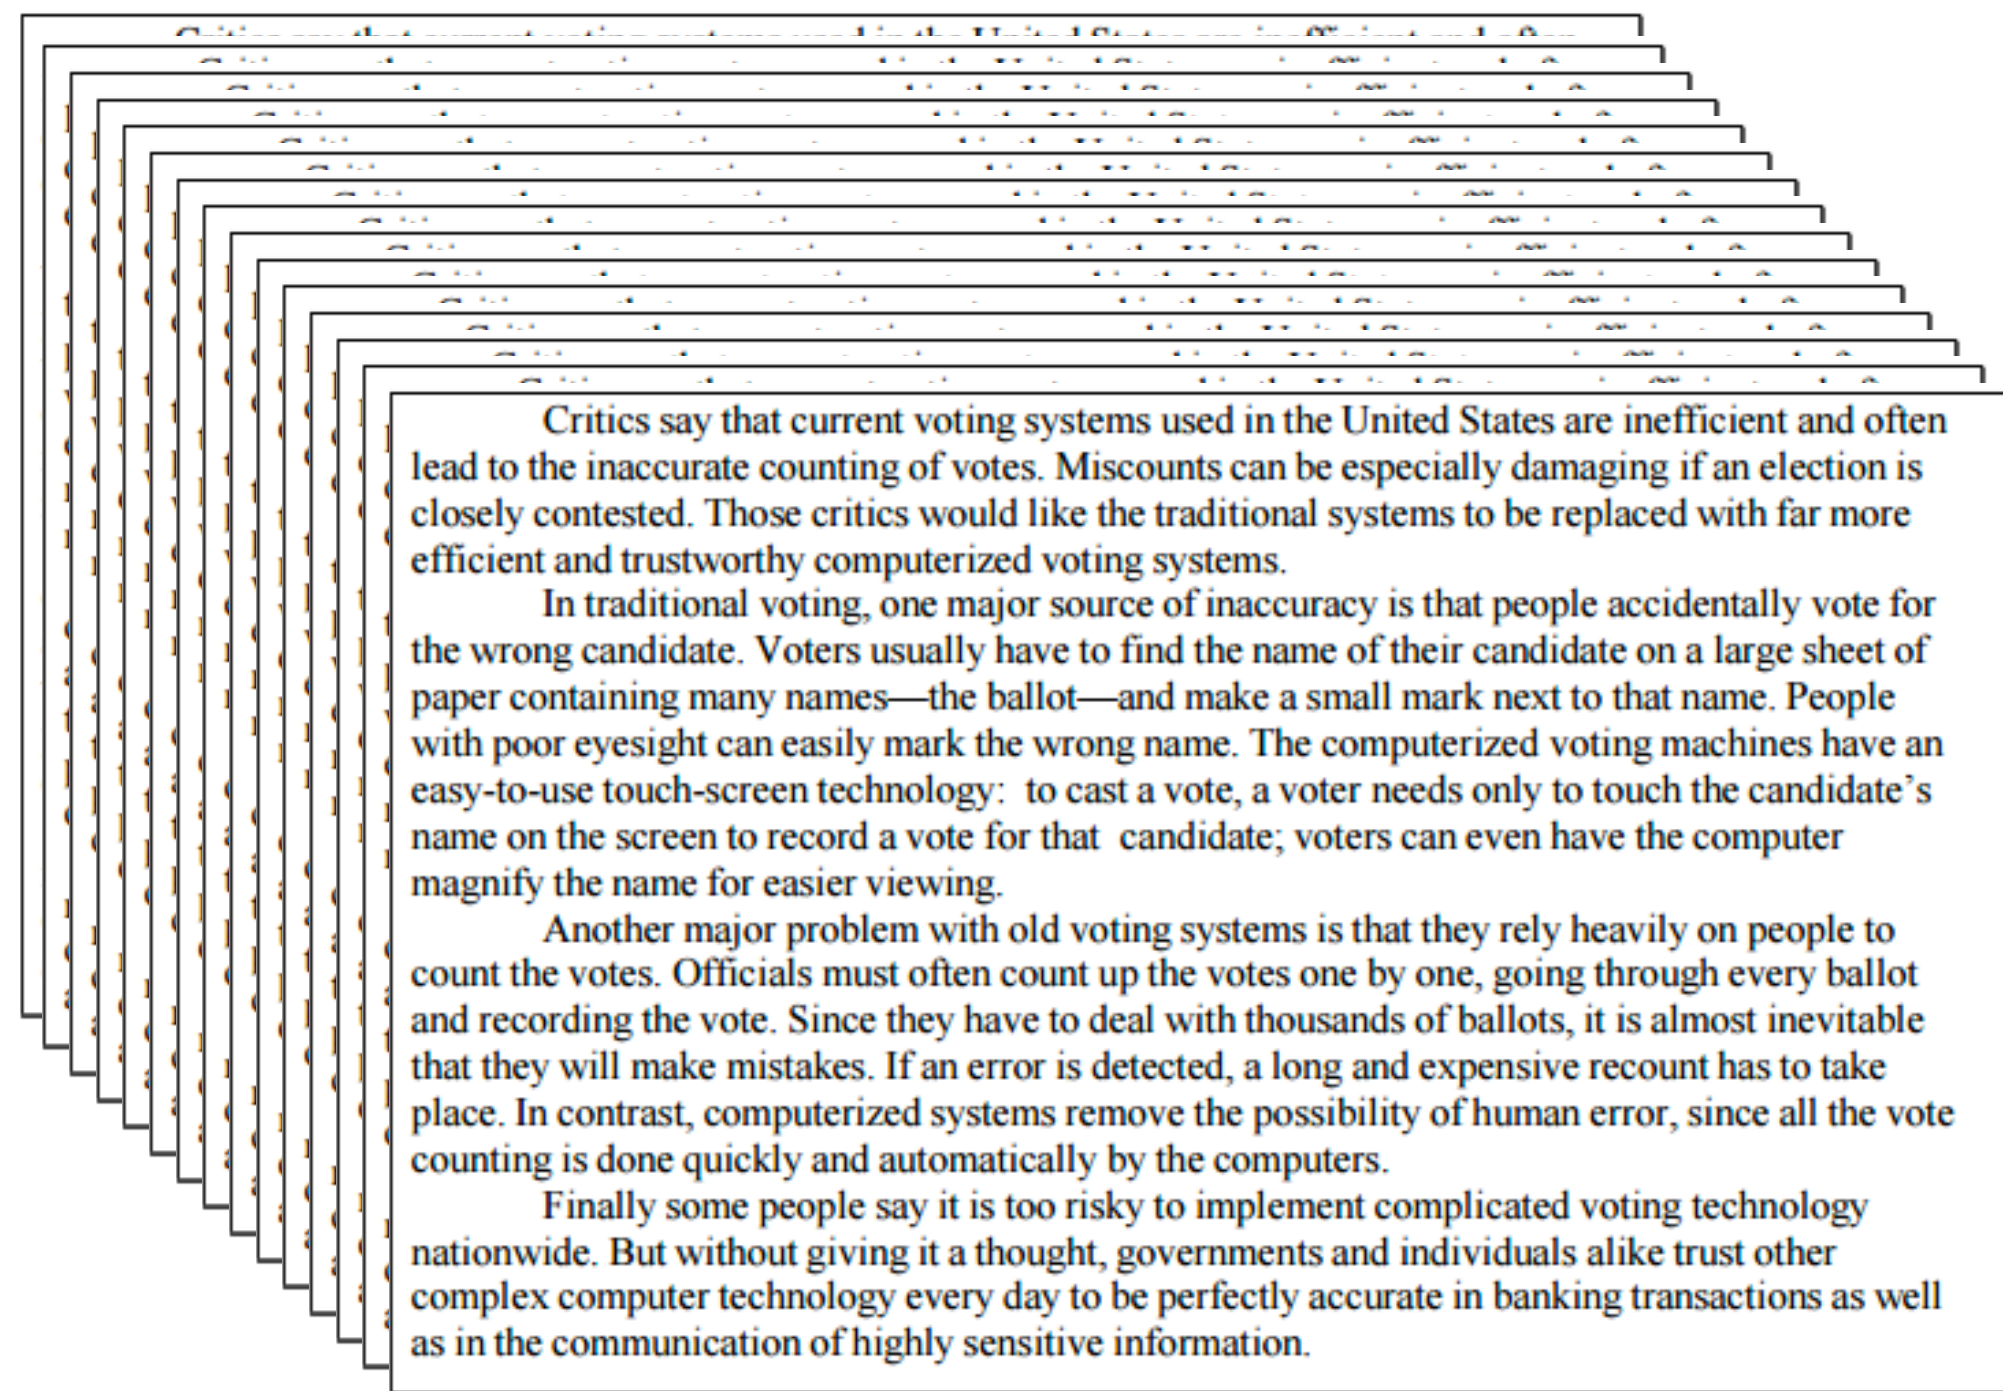 Critics say that current voting systems used in the United States are inefficient and often
lead to the inaccurate counting of votes. Miscounts can be especially damaging if an election is
closely contested. Those critics would like the traditional systems to be replaced with far more
efficient and trustworthy computerized voting systems.
In traditional voting, one major source of inaccuracy is that people accidentally vote for
the wrong candidate. Voters usually have to find the name of their candidate on a large sheet of
paper containing many names—the ballot—and make a small mark next to that name. People
with poor eyesight can easily mark the wrong name. The computerized voting machines have an
easy-to-use touch-screen technology:  to cast a vote, a voter needs only to touch the candidate’s
name on the screen to record a vote for that  candidate; voters can even have the computer
magnify the name for easier viewing.
Another major problem with old voting systems is that they rely heavily on people to
count the votes. Officials must often count up the votes one by one, going through every ballot
and recording the vote. Since they have to deal with thousands of ballots, it is almost inevitable
that they will make mistakes. If an error is detected, a long and expensive recount has to take
place. In contrast, computerized systems remove the possibility of human error, since all the vote
counting is done quickly and automatically by the computers.
Finally some people say it is too risky to implement complicated voting technology
nationwide. But without giving it a thought, governments and individuals alike trust other
complex computer technology every day to be perfectly accurate in banking transactions as well
as in the communication of highly sensitive information.